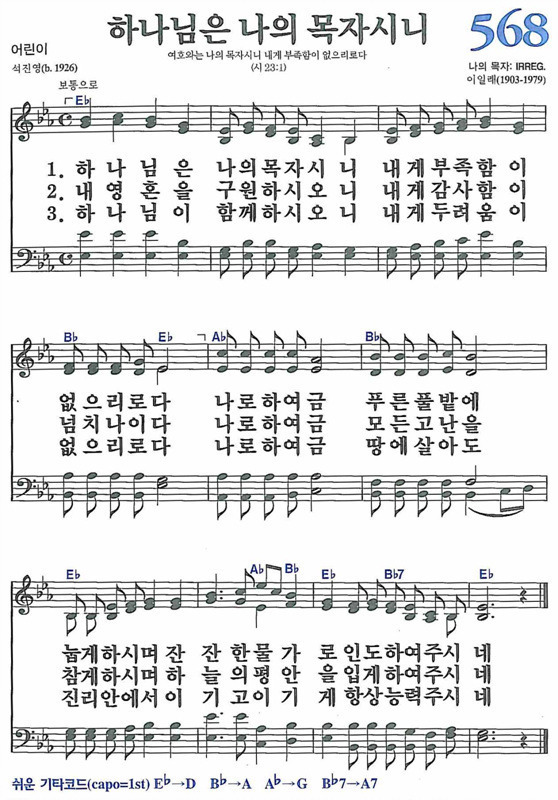 하나님은 나의 목자시니
568
어린이
여호와는 나의 목자시니 내게 부족함이 없으리로다
석진영(b. 1926)
(시 23:1)
나의 목자: IRREG.
이일래(1903-1979)
보통으로
E♭
1. 하 나 님 은 나의목자시 니 내 게 부족함 이
2. 내 영 혼 을 구원하시오 니 내 게 감사함 이
3. 하 나 님 이 함께하시오 니 내 게 두려움 이
B♭ E♭ A♭ B♭
없으리로다 나로하여금 푸른풀밭에
넘치나이다 나로하여금 모든고난을
없으리로다 나로하여금 땅에살아도
E♭ A♭ B♭ E♭ B♭7 E♭
눕게하시며 잔 잔 한물 가 로인도하여주시 네
참게하시며 하 늘 의평 안 을입게하여주시 네
진리안에서 이 기 고이 기 게항상능력주시 네
쉬운 기타코드(capo=1st) E♭→D B♭→A A♭→G B♭7→A7